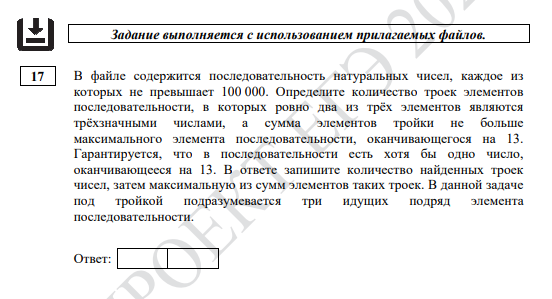 Задание выполняется с использованием прилагаемых файлов.
17
В файле содержится последовательность натуральных чисел, каждое из
которых не превышает 100 000. Определите количество троек элементов
последовательности, в которых ровно два из трёх элементов являются
трёхзначными числами, а сумма элементов тройки не больше
максимального элемента последовательности, оканчивающегося на 13.
Гарантируется, что в последовательности есть хотя бы одно число,
оканчивающееся на 13. В ответе запишите количество найденных троек
чисел, затем максимальную из сумм элементов таких троек. В данной задаче
под тройкой подразумевается три идущих подряд элемента
последовательности.
Ответ: